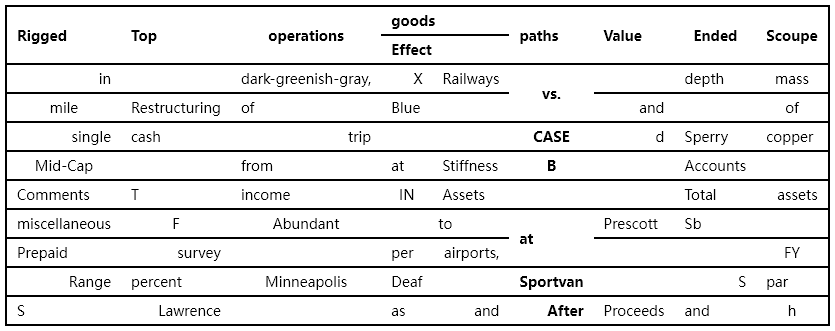 Rigged Top operations goods Effect paths Value Ended Scoupe
in dark-greenish-gray, X Railways vs. depth mass
mile Restructuring of Blue and of
single cash trip CASE d Sperry copper
Mid-Cap from at Stiffness B Accounts
Comments T income IN Assets Total assets
miscellaneous F Abundant to at Prescott Sb
Prepaid survey per airports, FY
Range percent Minneapolis Deaf Sportvan S par
S Lawrence as and After Proceeds and h